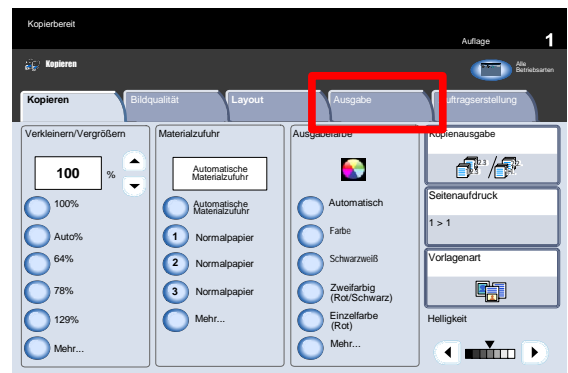 Kopierbereit
Auflage 1
Kopieren
Alle
Betriebsarten
Kopieren
Bildqualität
Layout
Ausgabe
uftragserstellung
Verkleinern/Vergrößern
100 %
100%
Auto%
64%
78%
129%
Mehr...
Materialzufuhr
Automatische
Materialzufuhr
Automatische
Materialzufuhr
1 Normalpapier
2 Normalpapier
3 Normalpapier
Mehr...
Ausgabefarbe
Automatisch
Farbe
Schwarzweiß
Zweifarbig
(Rot/Schwarz)
Einzelfarbe
(Rot)
Mehr...
Kopienausgabe
Seitenaufdruck
1 > 1
Vorlagenart
Helligkeit